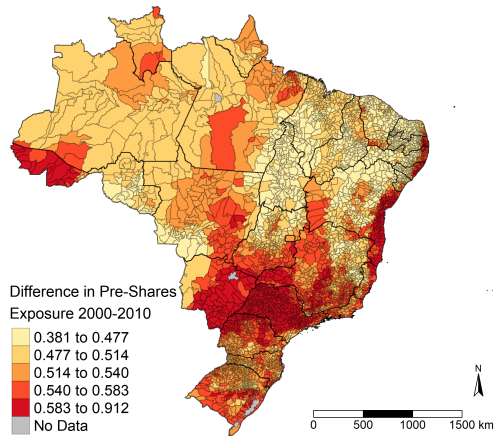 Difference in Pre-Shares
Exposure 2000-2010
0.381 to 0.477
0.477 to 0.514
0.514 to 0.540
0.540 to 0.583
0.583 to 0.912
No Data
N
0 500 1000 1500 km